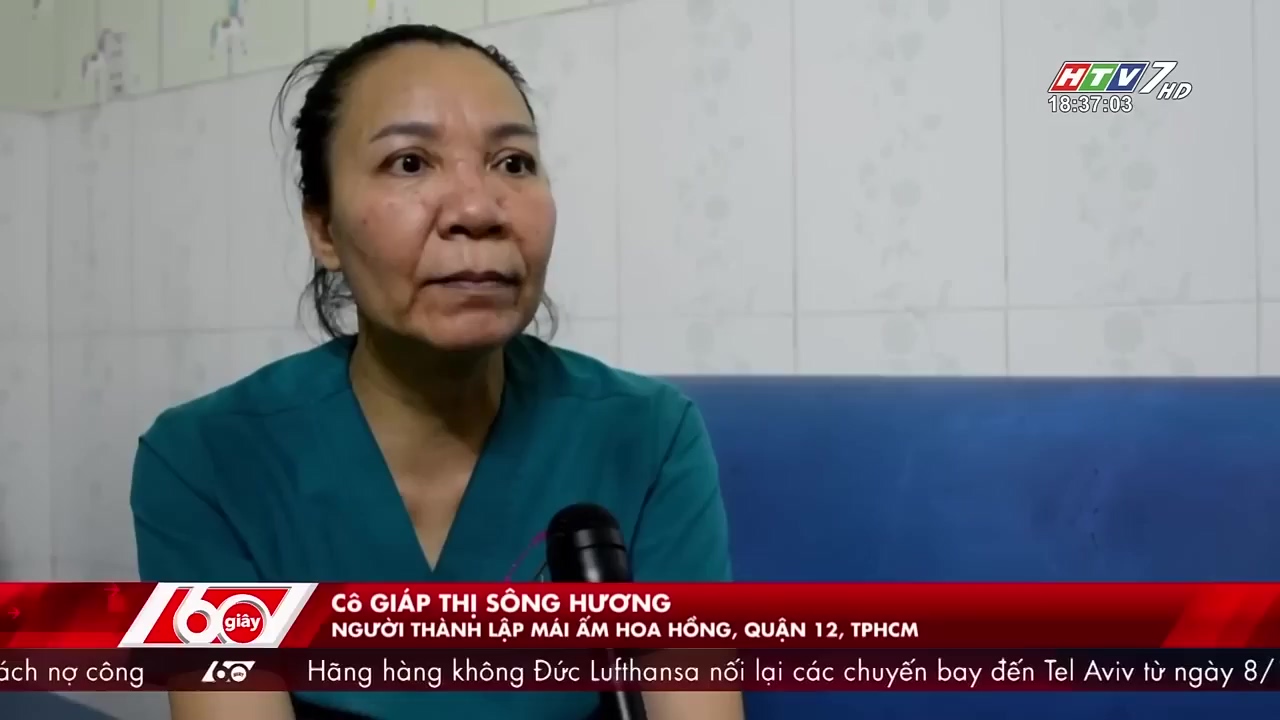 HTV7 HD
18:37:03
60 giây
Cô GIÁP THỊ SÔNG HƯƠNG
NGƯỜI THÀNH LẬP MÁI ẤM HOA HỒNG, QUẬN 12, TPHCM
ách nợ công 60 giây Hãng hàng không Đức Lufthansa nối lại các chuyến bay đến Tel Aviv từ ngày 8/